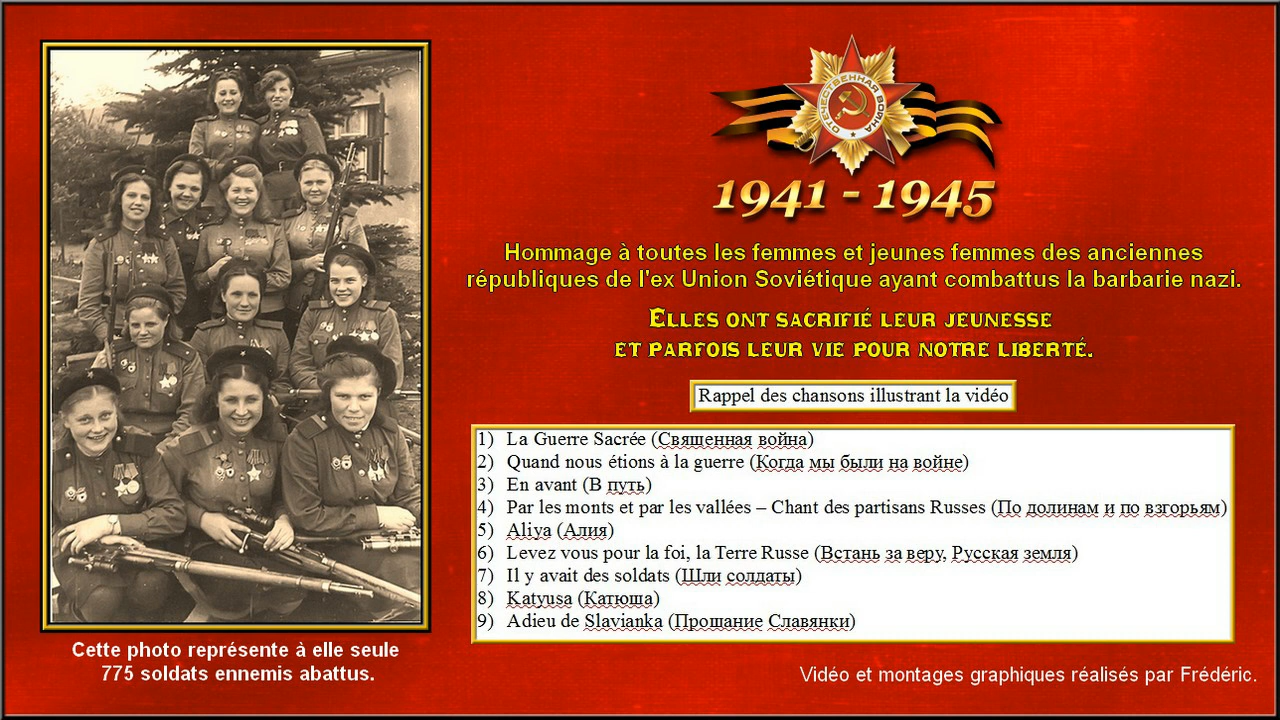 ОТЕЧЕСТВЕННАЯ ВОЙНА
1941 - 1945
Hommage à toutes les femmes et jeunes femmes des anciennes
républiques de l'ex Union Soviétique ayant combattus la barbarie nazi.
Elles ont sacrifié leur jeunesse
et parfois leur vie pour notre liberté.
Rappel des chansons illustrant la vidéo
1) La Guerre Sacrée (Священная война)
2) Quand nous étions à la guerre (Когда мы были на войне)
3) En avant (В путь)
4) Par les monts et par les vallées – Chant des partisans Russes (По долинам и по взгорьям)
5) Aliya (Алия)
6) Levez vous pour la foi, la Terre Russe (Встань за веру, Русская земля)
7) Il y avait des soldats (Шли солдаты)
8) Katyusa (Катюша)
9) Adieu de Slavianka (Прощание Славянки)
Cette photo représente à elle seule
775 soldats ennemis abattus.
Vidéo et montages graphiques réalisés par Frédéric.